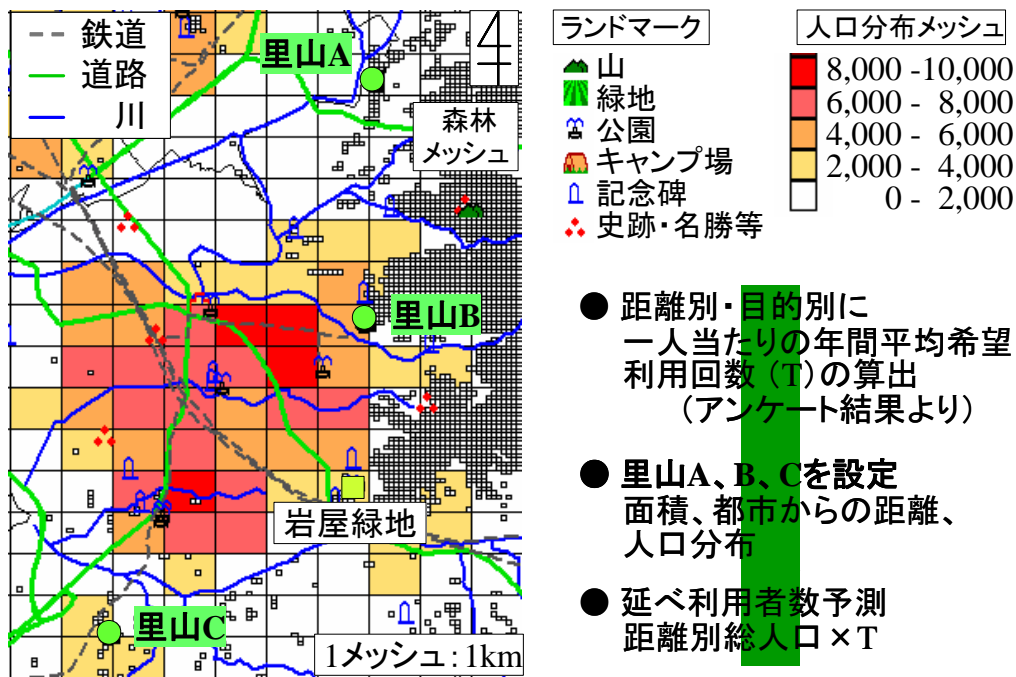 鉄道
道路
川
里山A
4
森林
メッシュ
里山B
岩屋緑地
里山C
1メッシュ:1km
ランドマーク
山
緑地
公園
キャンプ場
記念碑
史跡・名勝等
人口分布メッシュ
8,000 -10,000
6,000 - 8,000
4,000 - 6,000
2,000 - 4,000
0 - 2,000
● 距離別・目的別に
一人当たりの年間平均希望
利用回数 (T)の算出
(アンケート結果より)
● 里山A、B、Cを設定
面積、都市からの距離、
人口分布
● 延べ利用者数予測
距離別総人口×T